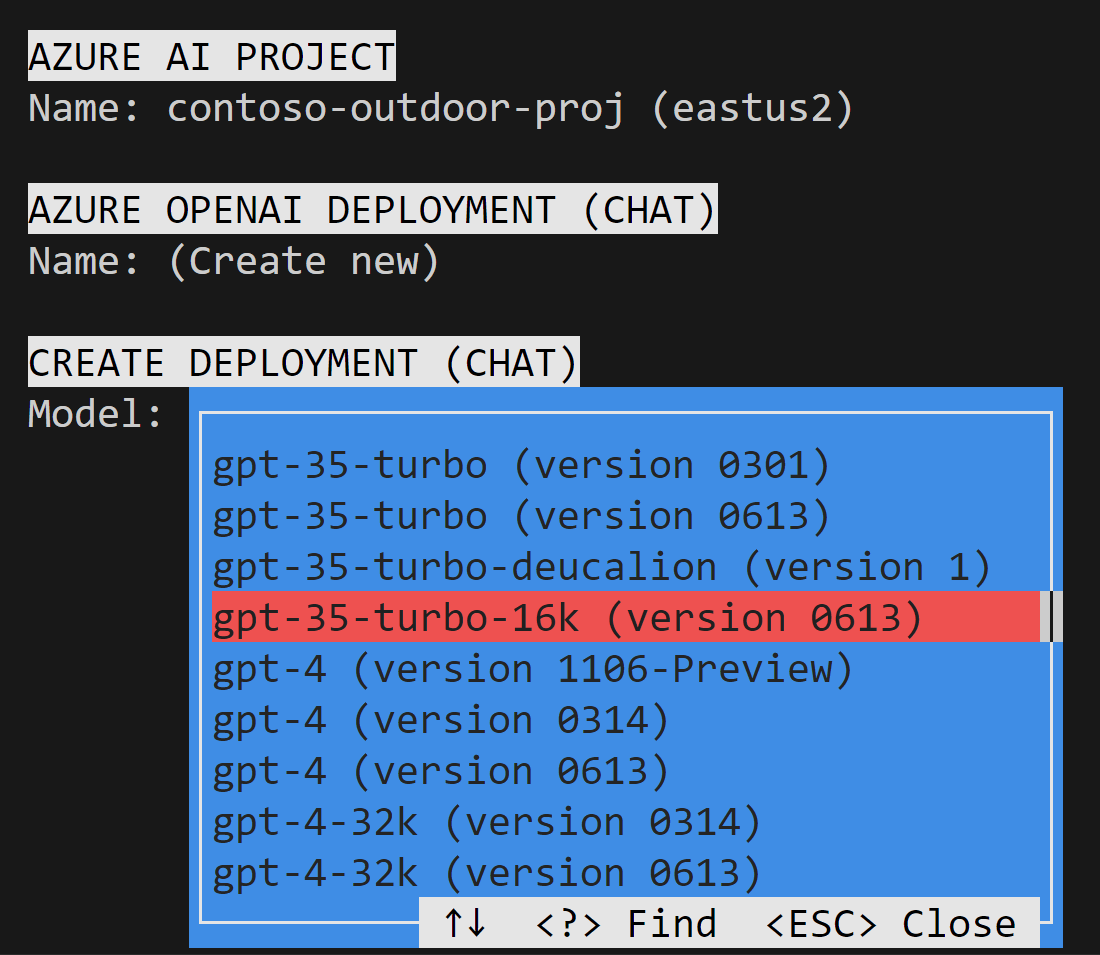 AZURE AI PROJECT
Name: contoso-outdoor-proj (eastus2)
AZURE OPENAI DEPLOYMENT (CHAT)
Name: (Create new)
CREATE DEPLOYMENT (CHAT)
Model:
gpt-35-turbo (version 0301)
gpt-35-turbo (version 0613)
gpt-35-turbo-deucalion (version 1)
gpt-35-turbo-16k (version 0613)
gpt-4 (version 1106-Preview)
gpt-4 (version 0314)
gpt-4 (version 0613)
gpt-4-32k (version 0314)
gpt-4-32k (version 0613)
↑↓ <?> Find <ESC> Close